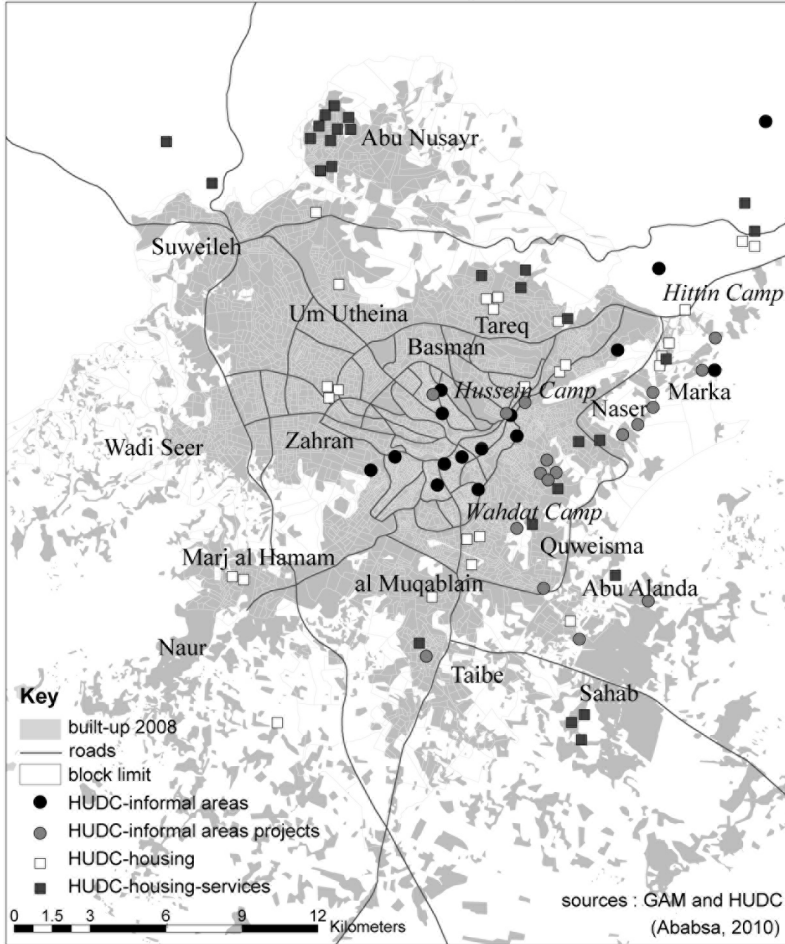 Abu Nusayr
Suweileh
Hittin Camp
Um Utheina
Tareq
Basman
Hussein Camp
Marka
Naser
Zahran
Wadi Seer
Wahdat Camp
Quweisma
Marj al Hamam
al Muqablain
Abu Alanda
Naur
Taibe
Sahab
Key
built-up 2008
roads
block limit
HUDC-informal areas
HUDC-informal areas projects
HUDC-housing
HUDC-housing-services
sources : GAM and HUDC
(Ababsa, 2010)
0 1.5 3 6 9 12
Kilometers